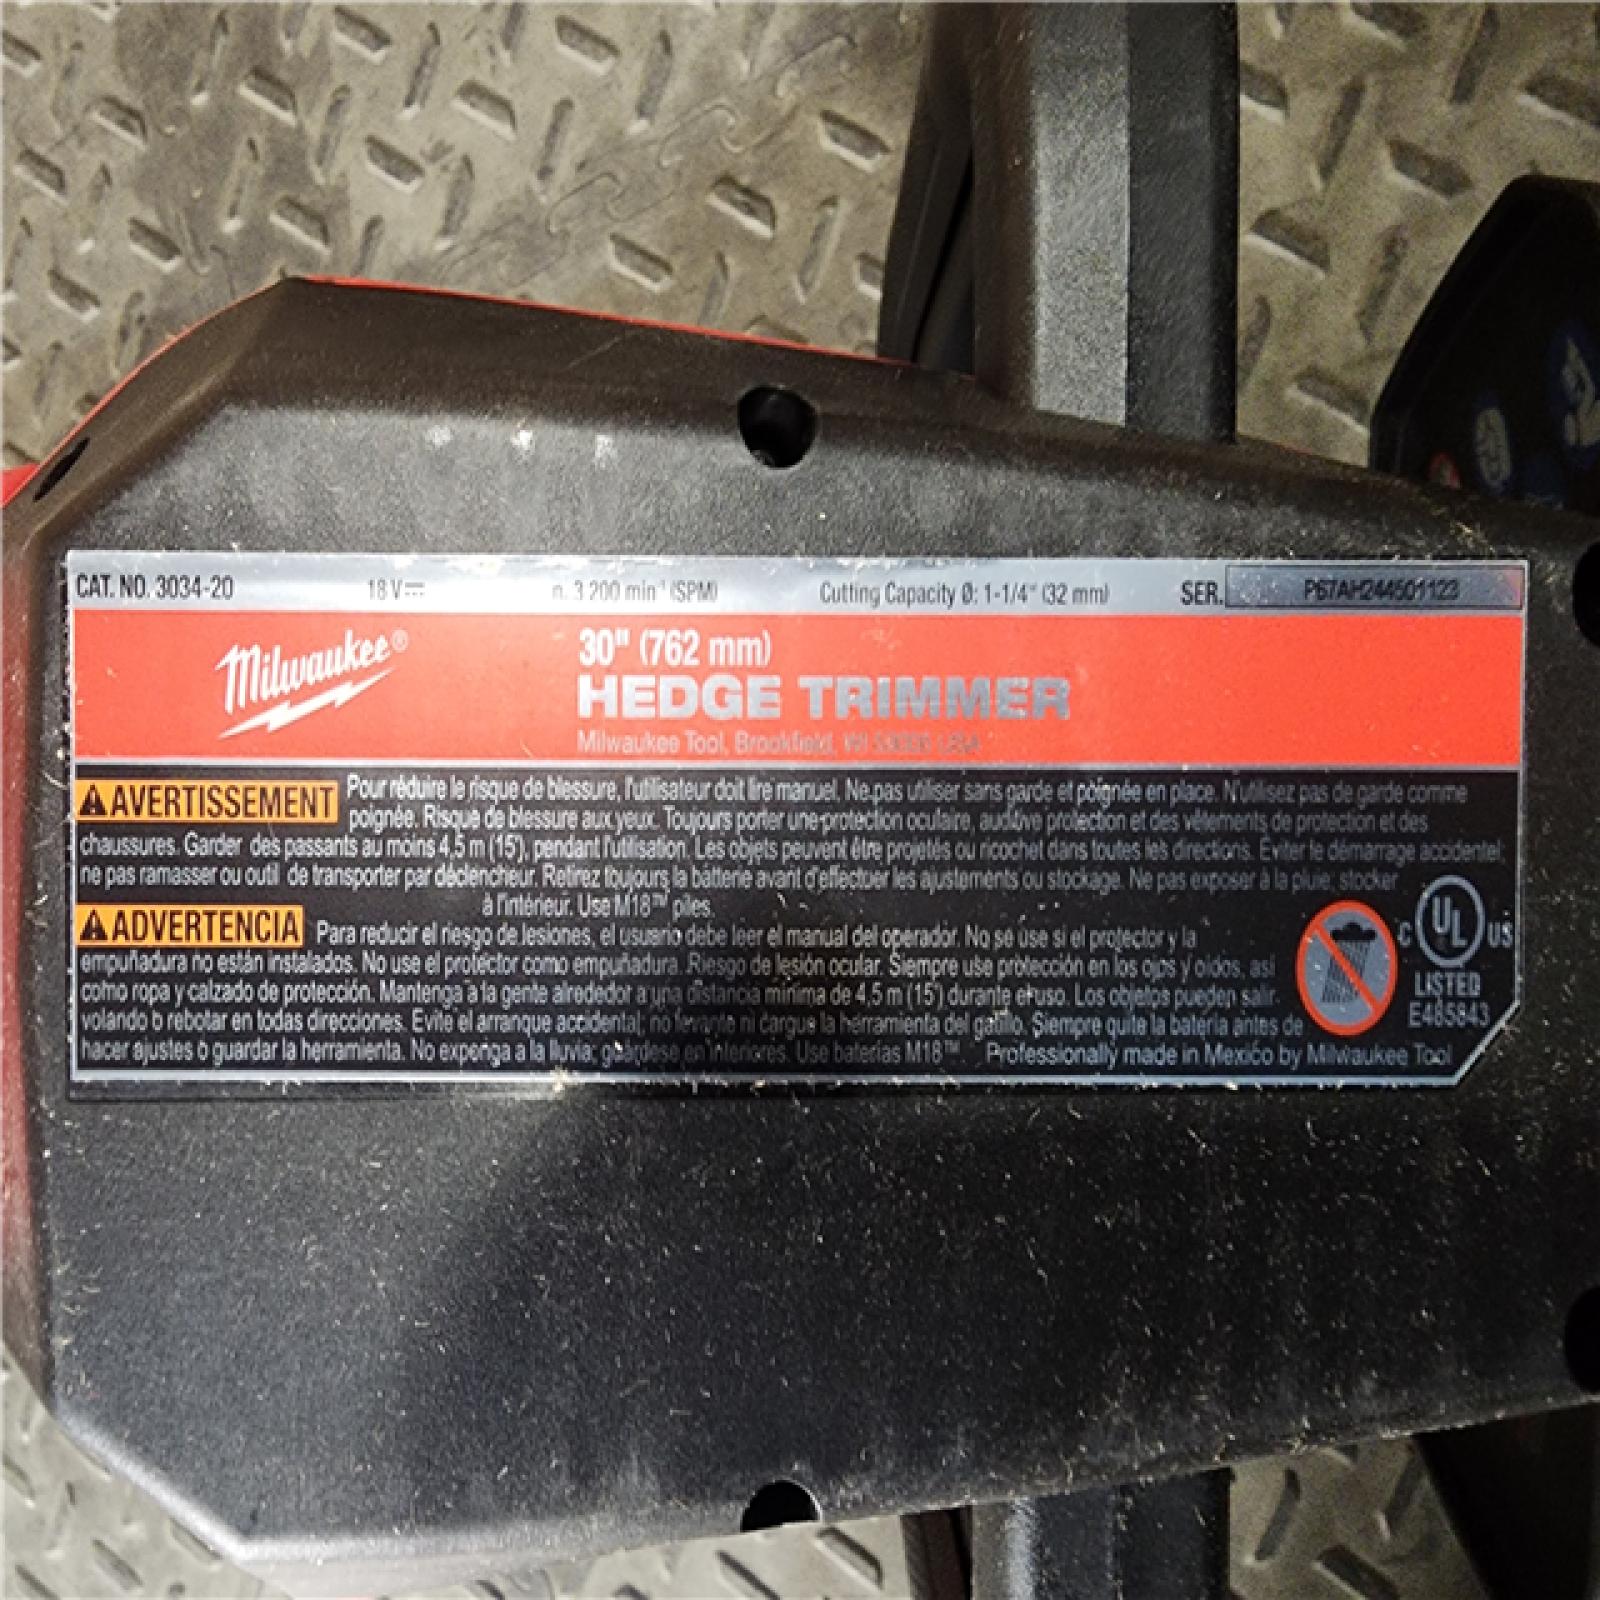 CAT. NO. 3034-20 18 V n. 3 200 min⁻¹ (SPM) Cutting Capacity Ø: 1-1/4" (32 mm) SER. P67AH244501123
Milwaukee®
30" (762 mm)
HEDGE TRIMMER
Milwaukee Tool, Brookfield, WI USA
AVERTISSEMENT Pour réduire le risque de blessure, l'utilisateur doit lire manuel. Ne pas utiliser sans garde et poignée en place. N'utilisez pas de garde comme
poignée. Risque de blessure aux yeux. Toujours porter une protection oculaire, auditive protection et des vêtements de protection et des
chaussures. Garder des passants au moins 4,5 m (15'), pendant l'utilisation. Les objets peuvent être projetés ou ricochet dans toutes les directions. Éviter le démarrage accidentel;
ne pas ramasser ou outil de transporter par déclencheur. Retirez toujours la batterie avant d'effectuer les ajustements ou stockage. Ne pas exposer à la pluie; stocker
à l'intérieur. Use M18™ piles.
ADVERTENCIA Para reducir el riesgo de lesiones, el usuario debe leer el manual del operador. No se use si el protector y la
empuñadura no están instalados. No use el protector como empuñadura. Riesgo de lesión ocular. Siempre use protección en los ojos y oídos, así
como ropa y calzado de protección. Mantenga a la gente alrededor a una distancia mínima de 4,5 m (15') durante el uso. Los objetos pueden salir
volando o rebotar en todas direcciones. Evite el arranque accidental; no levante ni cargue la herramienta del gatillo. Siempre quite la batería antes de
hacer ajustes o guardar la herramienta. No exponga a la lluvia; guárdese en interiores. Use baterías M18™. Professionally made in Mexico by Milwaukee Tool
C UL US
LISTED
E485843